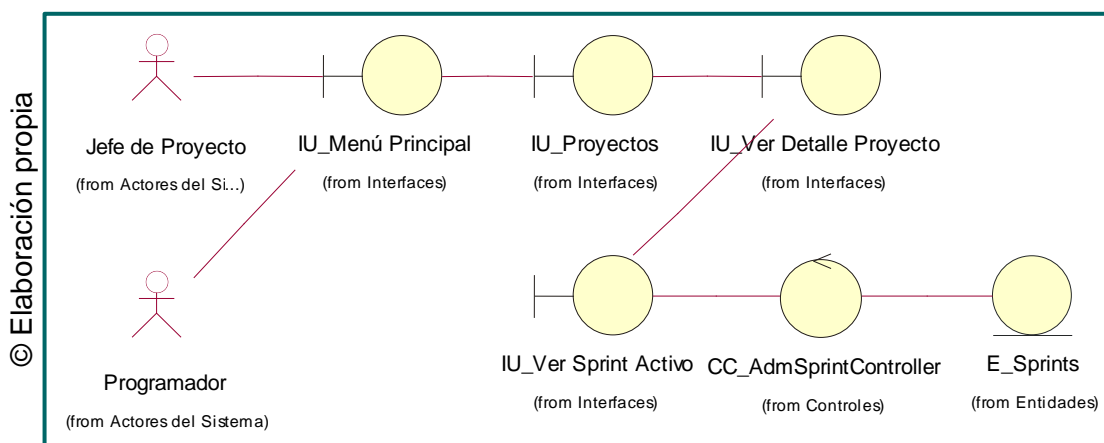 © Elaboración propia
Jefe de Proyecto
(from Actores del Si...)
IU_Menú Principal
(from Interfaces)
IU_Proyectos
(from Interfaces)
IU_Ver Detalle Proyecto
(from Interfaces)
Programador
(from Actores del Sistema)
IU_Ver Sprint Activo
(from Interfaces)
CC_AdmSprintController
(from Controles)
E_Sprints
(from Entidades)